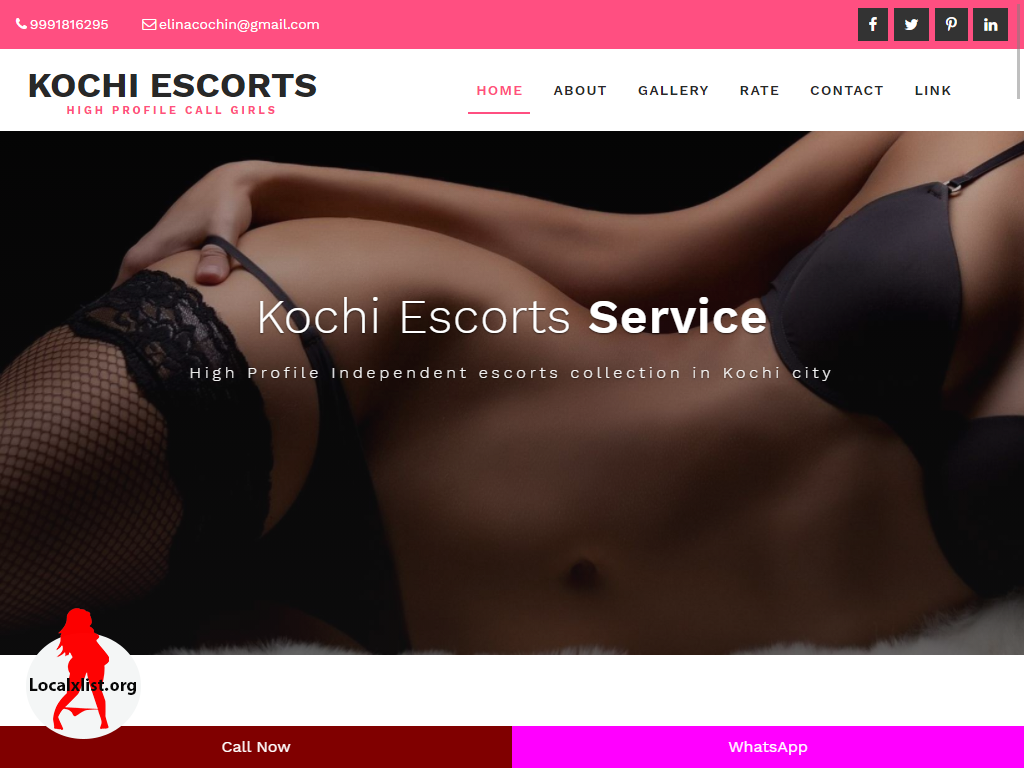 9991816295 elinacochin@gmail.com
KOCHI ESCORTS
HIGH PROFILE CALL GIRLS
HOME ABOUT GALLERY RATE CONTACT LINK
Kochi Escorts Service
High Profile Independent escorts collection in Kochi city
Localxlist.org
Call Now WhatsApp